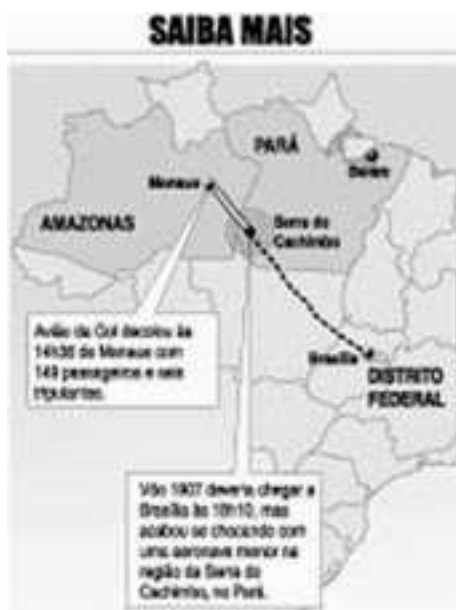 SAIBA MAIS
PARÁ
Manaus
Belém
AMAZONAS
Serra do
Cachimbo
Avião da Gol decolou às
14h36 de Manaus com
149 passageiros e seis
tripulantes.
Brasília
DISTRITO
FEDERAL
Vôo 1907 deveria chegar a
Brasília às 18h10, mas
acabou se chocando com
uma aeronave menor na
região da Serra do
Cachimbo, no Pará.